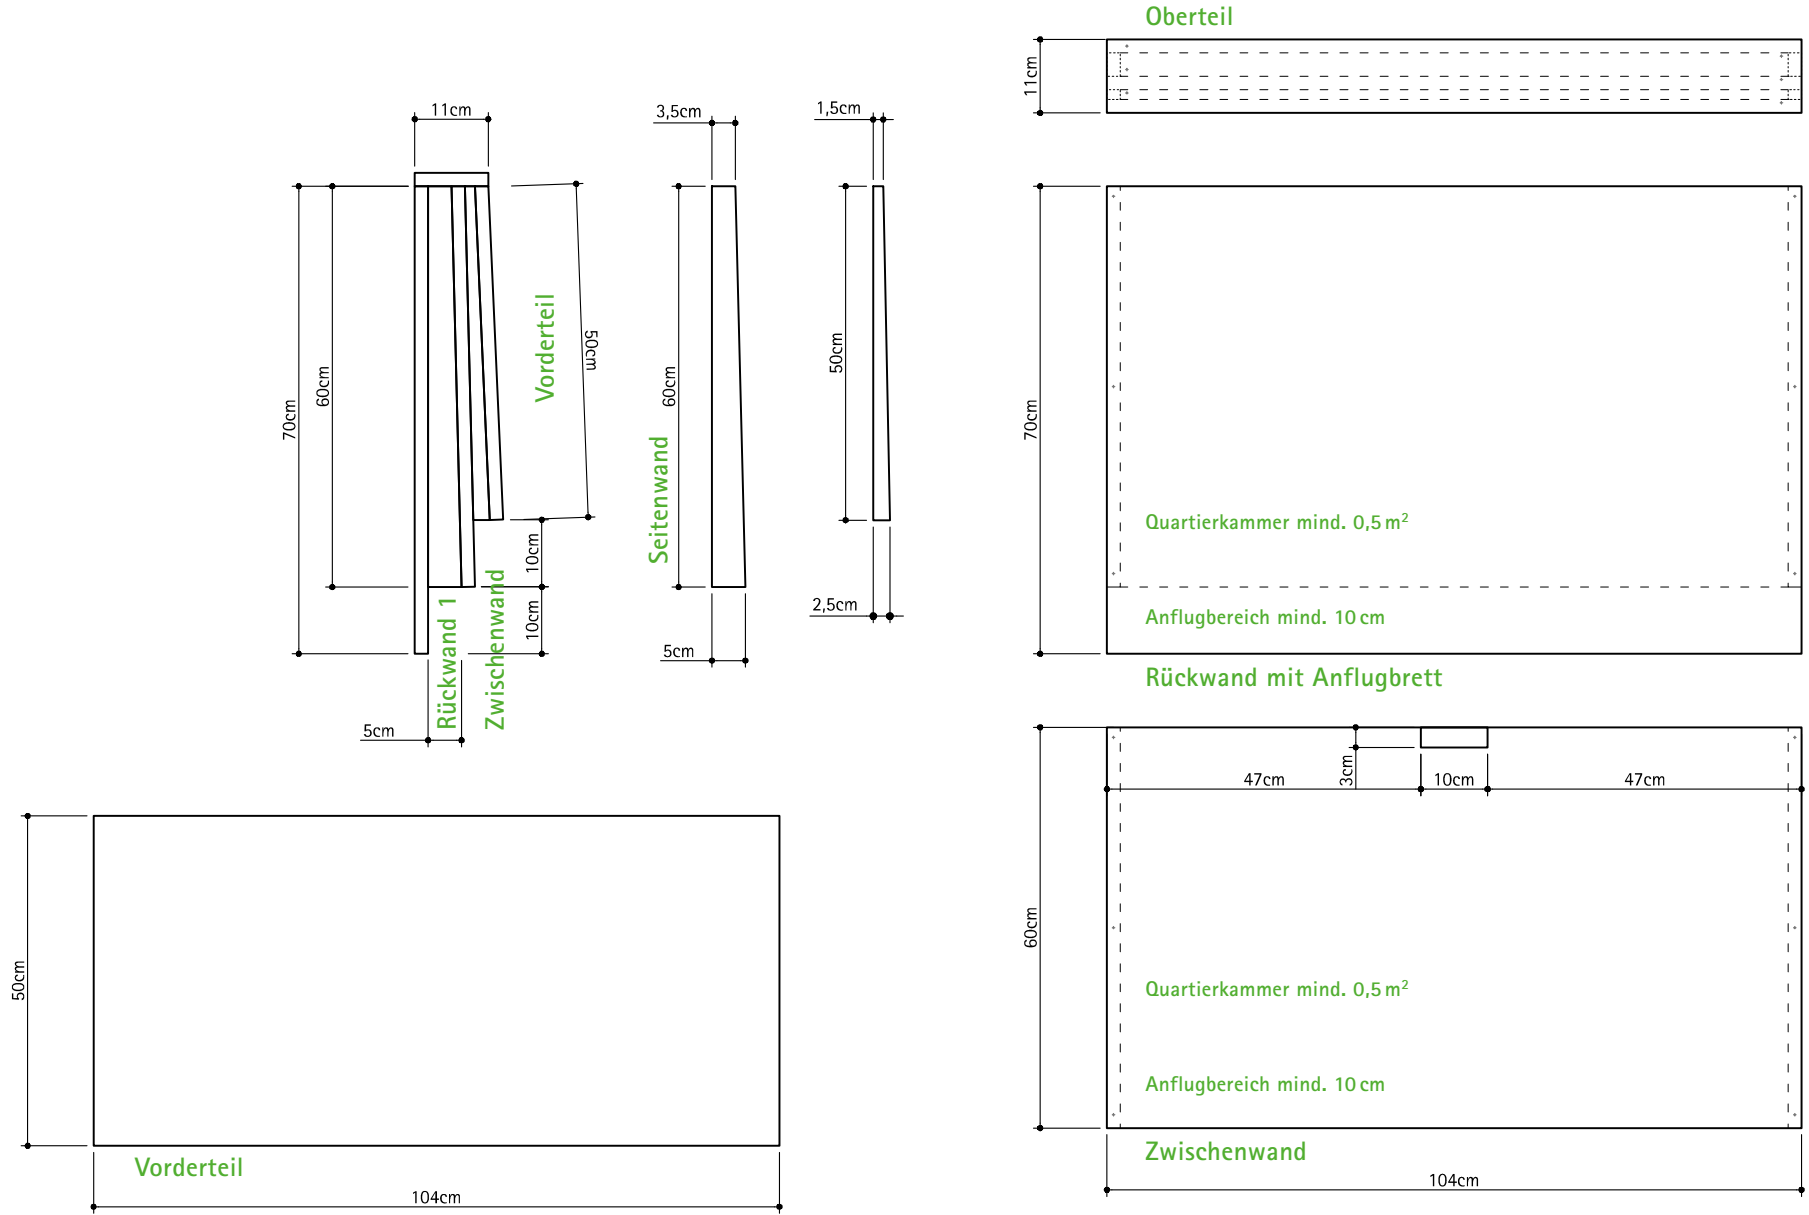 Oberteil
11cm
11cm
3,5cm
1,5cm
70cm
60cm
Vorderteil
50cm
10cm
10cm
Rückwand 1
Zwischenwand
5cm
60cm
Seitenwand
5cm
50cm
2,5cm
70cm
Quartierkammer mind. 0,5 m²
Anflugbereich mind. 10 cm
Rückwand mit Anflugbrett
3cm
47cm
10cm
47cm
60cm
Quartierkammer mind. 0,5 m²
Anflugbereich mind. 10 cm
Zwischenwand
104cm
50cm
Vorderteil
104cm